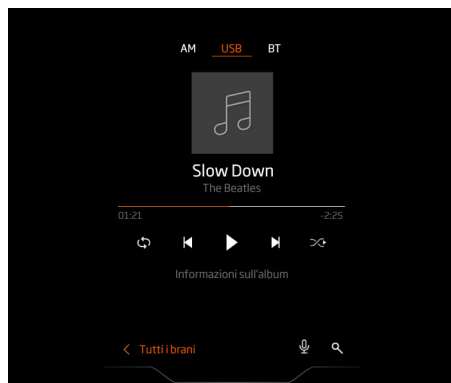 AM USB BT
Slow Down
The Beatles
01:21 -2:25
Informazioni sull'album
Tutti i brani